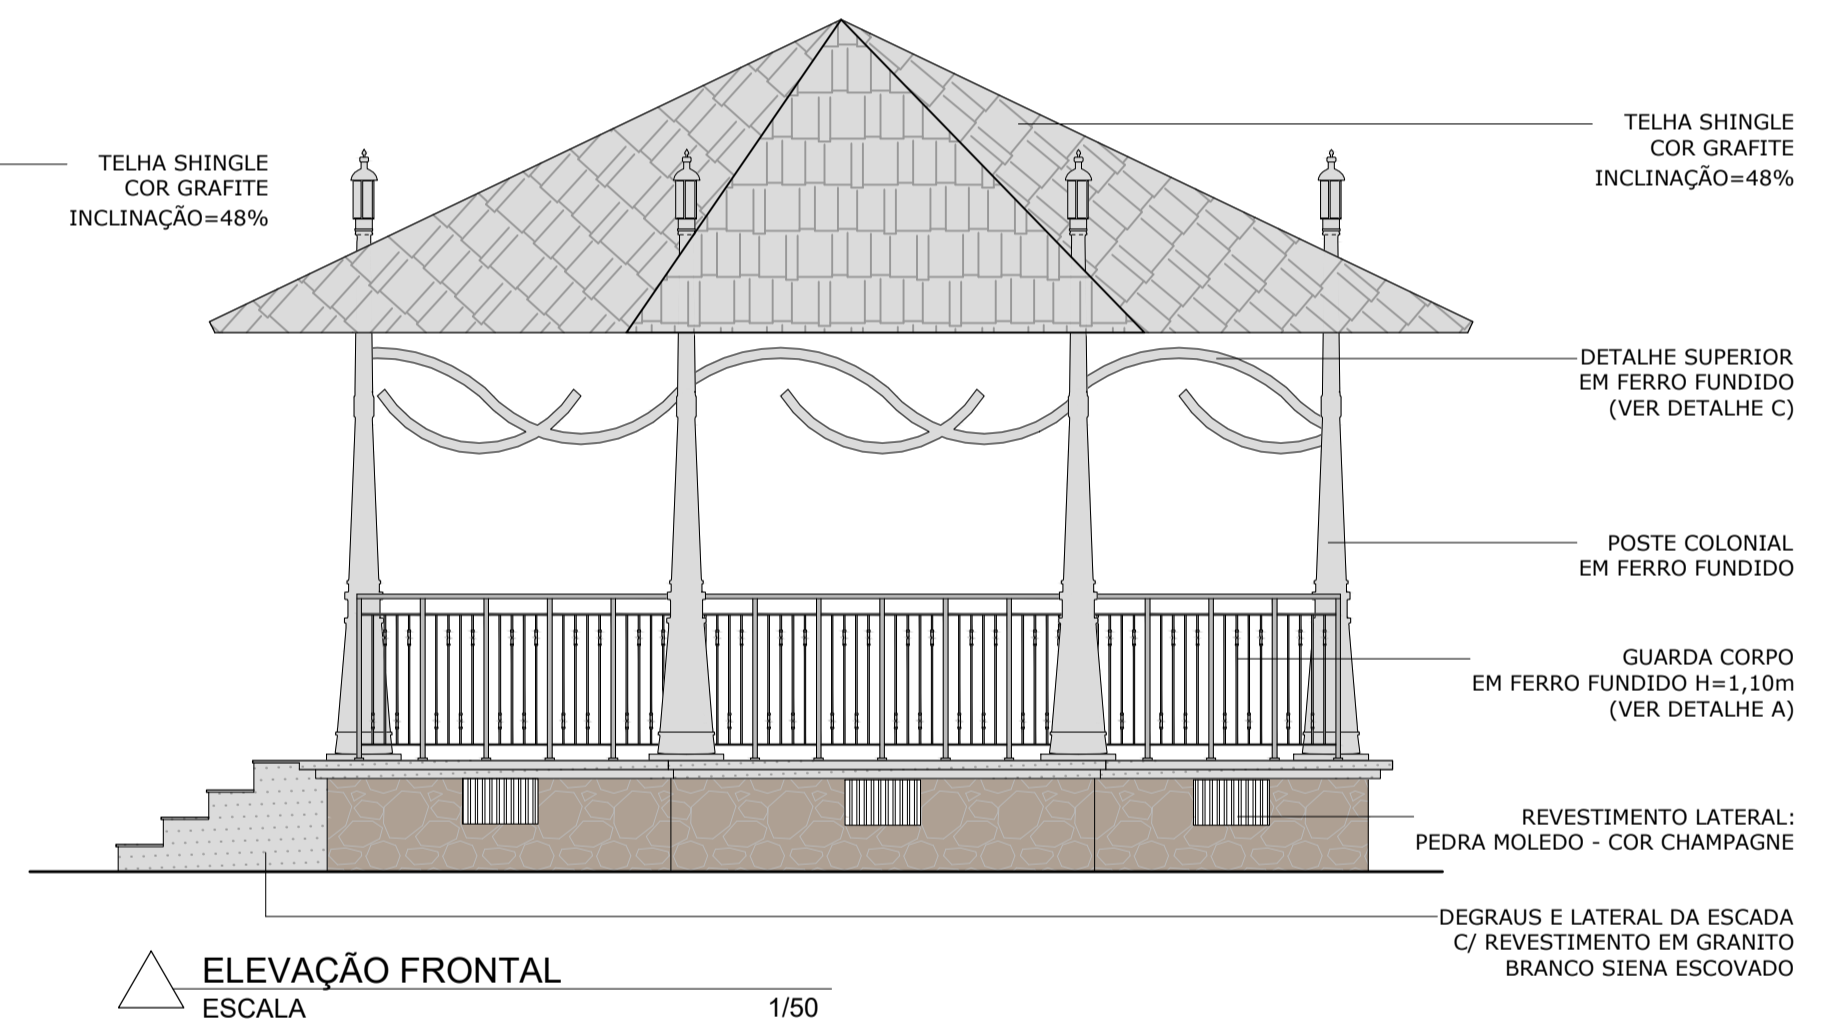 TELHA SHINGLE
COR GRAFITE
INCLINAÇÃO=48%
TELHA SHINGLE
COR GRAFITE
INCLINAÇÃO=48%
DETALHE SUPERIOR
EM FERRO FUNDIDO
(VER DETALHE C)
POSTE COLONIAL
EM FERRO FUNDIDO
GUARDA CORPO
EM FERRO FUNDIDO H=1,10m
(VER DETALHE A)
REVESTIMENTO LATERAL:
PEDRA MOLEDO - COR CHAMPAGNE
DEGRAUS E LATERAL DA ESCADA
C/ REVESTIMENTO EM GRANITO
BRANCO SIENA ESCOVADO
ELEVAÇÃO FRONTAL
ESCALA 1/50